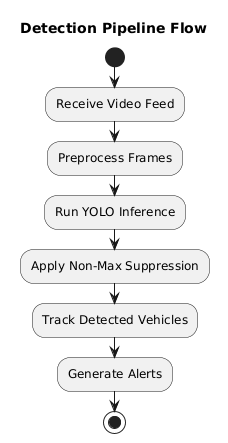 Detection Pipeline Flow
Receive Video Feed
Preprocess Frames
Run YOLO Inference
Apply Non-Max Suppression
Track Detected Vehicles
Generate Alerts